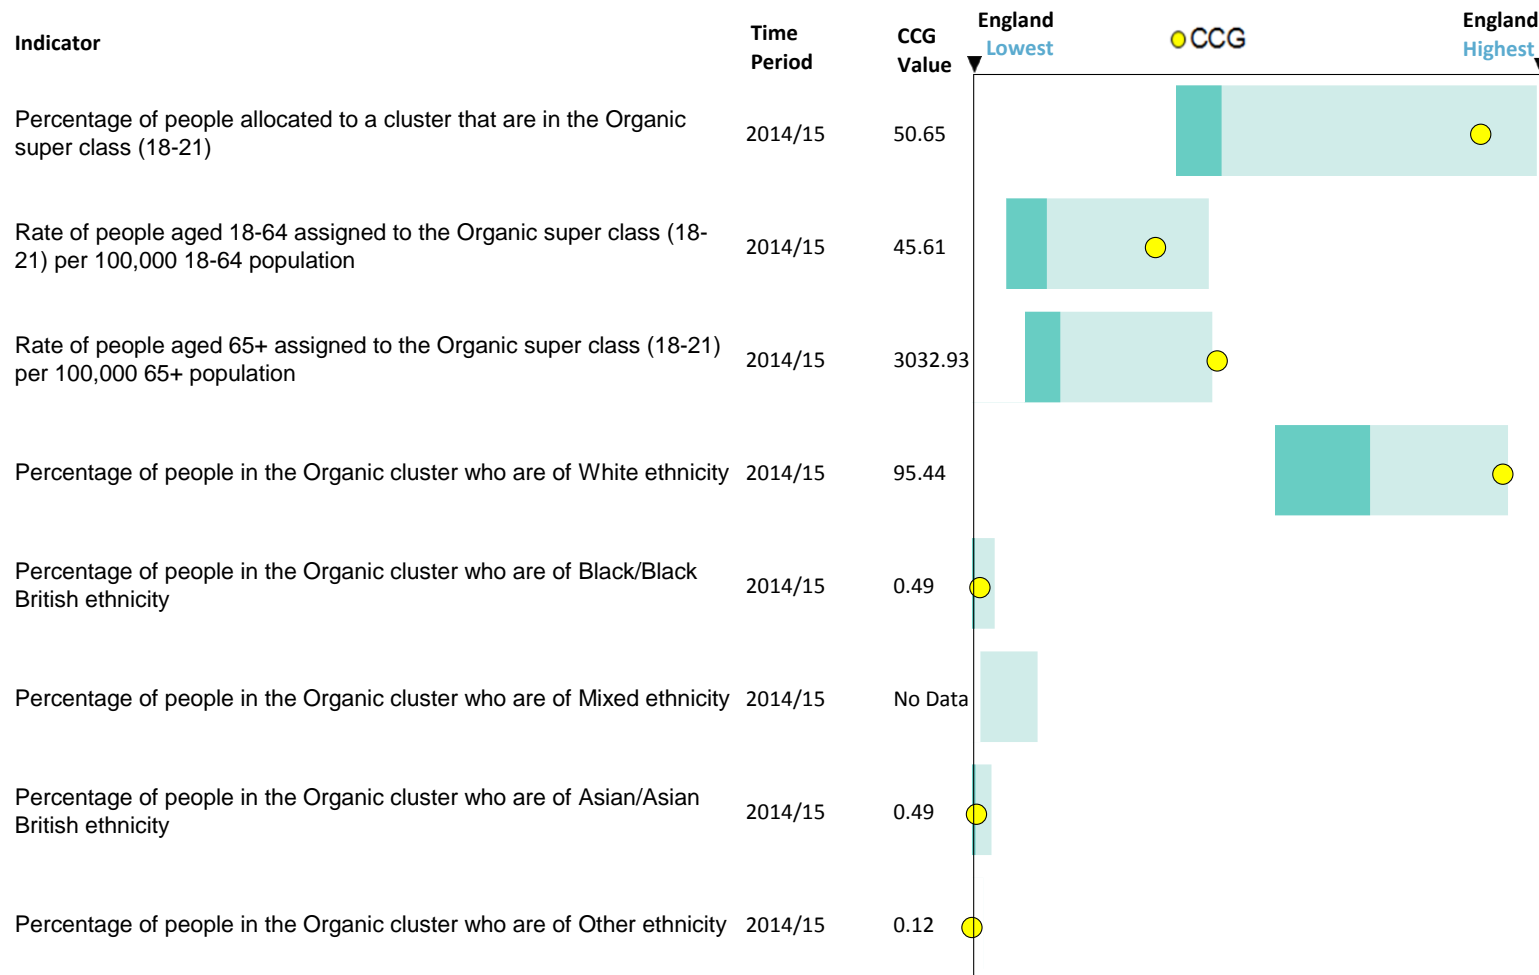 Indicator
Time
Period
CCG
Value
England
Lowest
CCG
England
Highest
Percentage of people allocated to a cluster that are in the Organic
super class (18-21)
2014/15
50.65
Rate of people aged 18-64 assigned to the Organic super class (18-
21) per 100,000 18-64 population
2014/15
45.61
Rate of people aged 65+ assigned to the Organic super class (18-21)
per 100,000 65+ population
2014/15
3032.93
Percentage of people in the Organic cluster who are of White ethnicity
2014/15
95.44
Percentage of people in the Organic cluster who are of Black/Black
British ethnicity
2014/15
0.49
Percentage of people in the Organic cluster who are of Mixed ethnicity
2014/15
No Data
Percentage of people in the Organic cluster who are of Asian/Asian
British ethnicity
2014/15
0.49
Percentage of people in the Organic cluster who are of Other ethnicity
2014/15
0.12